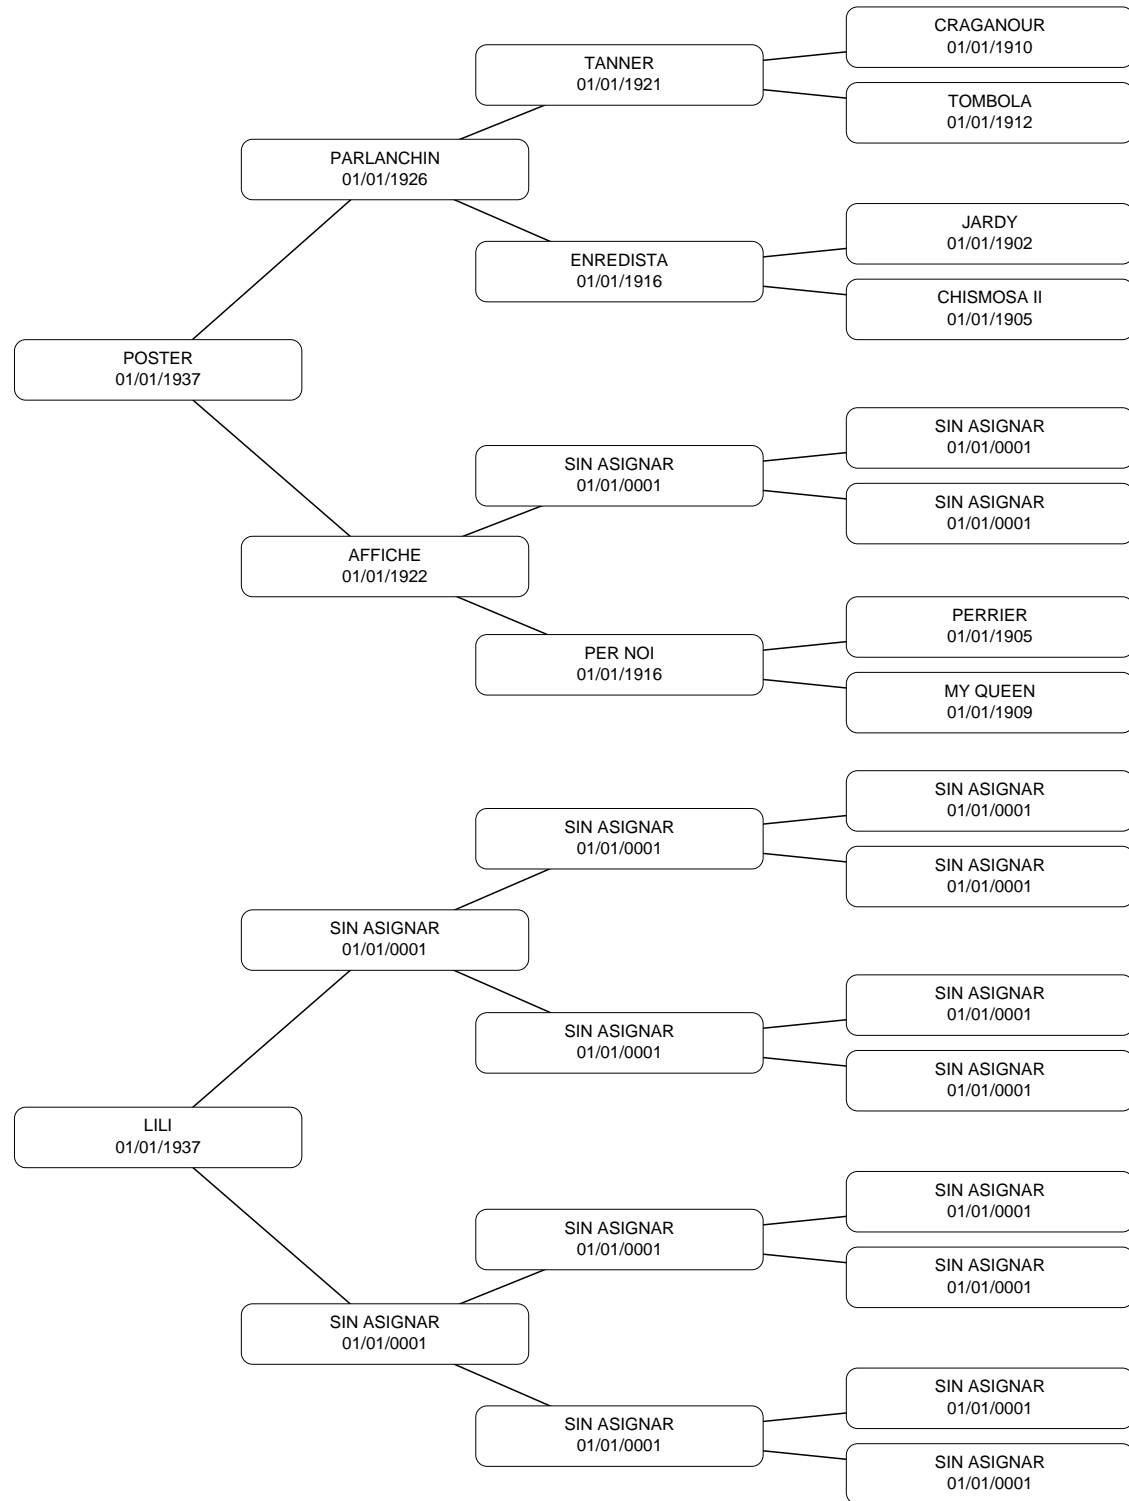 CRAGANOUR
01/01/1910
TANNER
01/01/1921
TOMBOLA
01/01/1912
PARLANCHIN
01/01/1926
JARDY
01/01/1902
ENREDISTA
01/01/1916
CHISMOSA II
01/01/1905
POSTER
01/01/1937
SIN ASIGNAR
01/01/0001
SIN ASIGNAR
01/01/0001
SIN ASIGNAR
01/01/0001
AFFICHE
01/01/1922
PERRIER
01/01/1905
PER NOI
01/01/1916
MY QUEEN
01/01/1909
SIN ASIGNAR
01/01/0001
SIN ASIGNAR
01/01/0001
SIN ASIGNAR
01/01/0001
SIN ASIGNAR
01/01/0001
SIN ASIGNAR
01/01/0001
SIN ASIGNAR
01/01/0001
SIN ASIGNAR
01/01/0001
LILI
01/01/1937
SIN ASIGNAR
01/01/0001
SIN ASIGNAR
01/01/0001
SIN ASIGNAR
01/01/0001
SIN ASIGNAR
01/01/0001
SIN ASIGNAR
01/01/0001
SIN ASIGNAR
01/01/0001
SIN ASIGNAR
01/01/0001